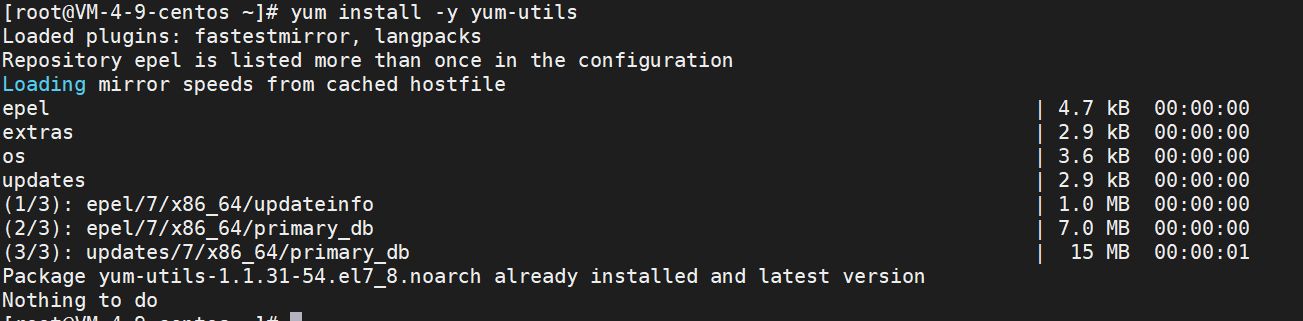 [root@VM-4-9-centos ~]# yum install -y yum-utils
Loaded plugins: fastestmirror, langpacks
Repository epel is listed more than once in the configuration
Loading mirror speeds from cached hostfile
epel | 4.7 kB 00:00:00
extras | 2.9 kB 00:00:00
os | 3.6 kB 00:00:00
updates | 2.9 kB 00:00:00
(1/3): epel/7/x86_64/updateinfo | 1.0 MB 00:00:00
(2/3): epel/7/x86_64/primary_db | 7.0 MB 00:00:00
(3/3): updates/7/x86_64/primary_db | 15 MB 00:00:01
Package yum-utils-1.1.31-54.el7_8.noarch already installed and latest version
Nothing to do
[root@VM-4-9-centos ~]#